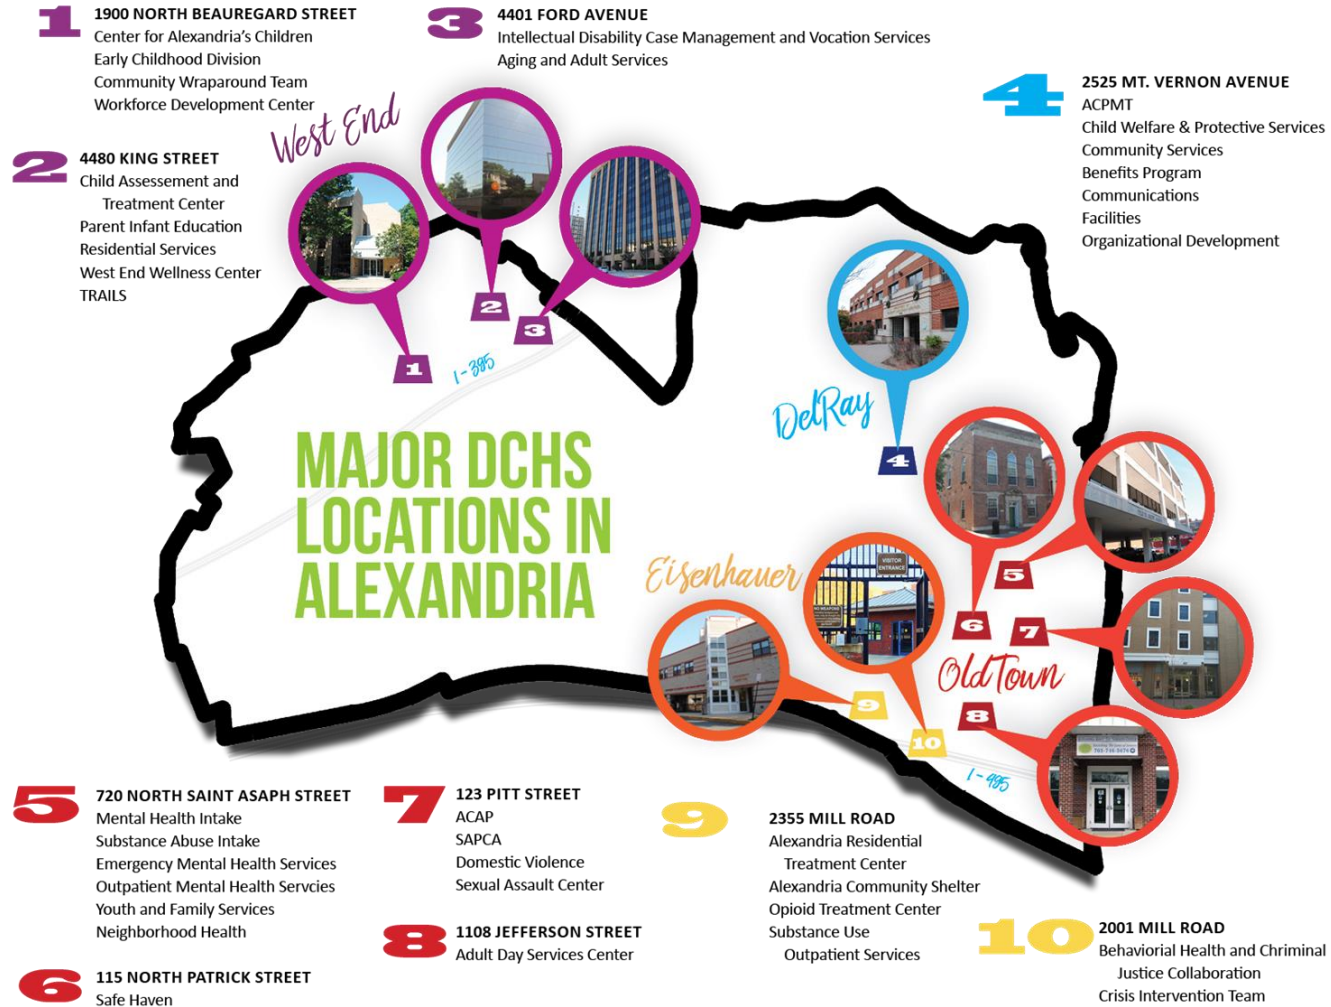 1
1900 NORTH BEAUREGARD STREET
Center for Alexandria's Children
Early Childhood Division
Community Wraparound Team
Workforce Development Center
3
4401 FORD AVENUE
Intellectual Disability Case Management and Vocation Services
Aging and Adult Services
4
2525 MT. VERNON AVENUE
ACPMT
Child Welfare & Protective Services
Community Services
Benefits Program
Communications
Facilities
Organizational Development
2
4480 KING STREET
Child Assessement and
Treatment Center
Parent Infant Education
Residential Services
West End Wellness Center
TRAILS
West End
2
3
1
I-395
DelRay
4
MAJOR DCHS
LOCATIONS IN
ALEXANDRIA
Eisenhauer
VISITOR
ENTRANCE
5
6
7
Old Town
8
9
10
I-495
5
720 NORTH SAINT ASAPH STREET
Mental Health Intake
Substance Abuse Intake
Emergency Mental Health Services
Outpatient Mental Health Servcies
Youth and Family Services
Neighborhood Health
6
115 NORTH PATRICK STREET
Safe Haven
7
123 PITT STREET
ACAP
SAPCA
Domestic Violence
Sexual Assault Center
8
1108 JEFFERSON STREET
Adult Day Services Center
9
2355 MILL ROAD
Alexandria Residential
Treatment Center
Alexandria Community Shelter
Opioid Treatment Center
Substance Use
Outpatient Services
10
2001 MILL ROAD
Behaviorial Health and Chriminal
Justice Collaboration
Crisis Intervention Team